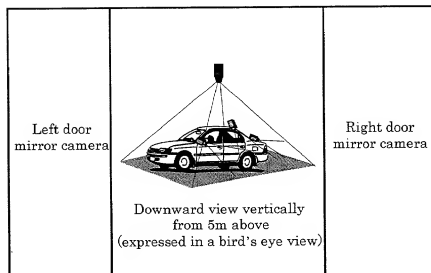 Left door
mirror camera
Downward view vertically
from 5m above
(expressed in a bird's eye view)
Right door
mirror camera